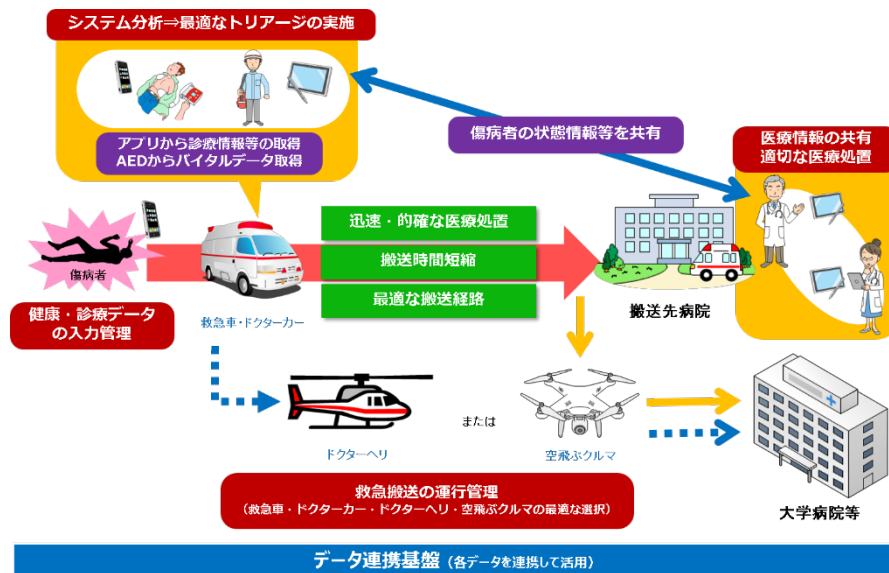 システム分析⇒最適なトリアージの実施
アプリから診療情報等の取得
AEDからバイタルデータ取得
傷病者の状態情報等を共有
医療情報の共有
適切な医療処置
迅速・的確な医療処置
搬送時間短縮
最適な搬送経路
傷病者
健康・診療データ
の入力管理
救急車・ドクターカー
搬送先病院
または
ドクターヘリ
空飛ぶクルマ
救急搬送の運行管理
（救急車・ドクターカー・ドクターヘリ・空飛ぶクルマの最適な選択）
大学病院等
データ連携基盤（各データを連携して活用）